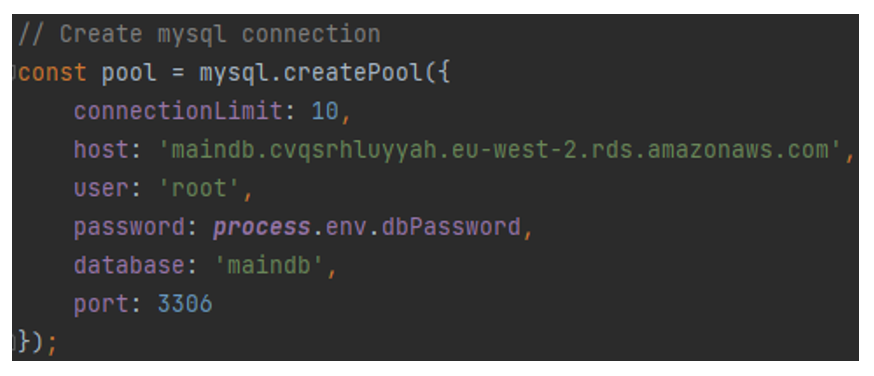 // Create mysql connection
const pool = mysql.createPool({
    connectionLimit: 10,
    host: 'maindb.cvqsrhluyyah.eu-west-2.rds.amazonaws.com',
    user: 'root',
    password: process.env.dbPassword,
    database: 'maindb',
    port: 3306
});